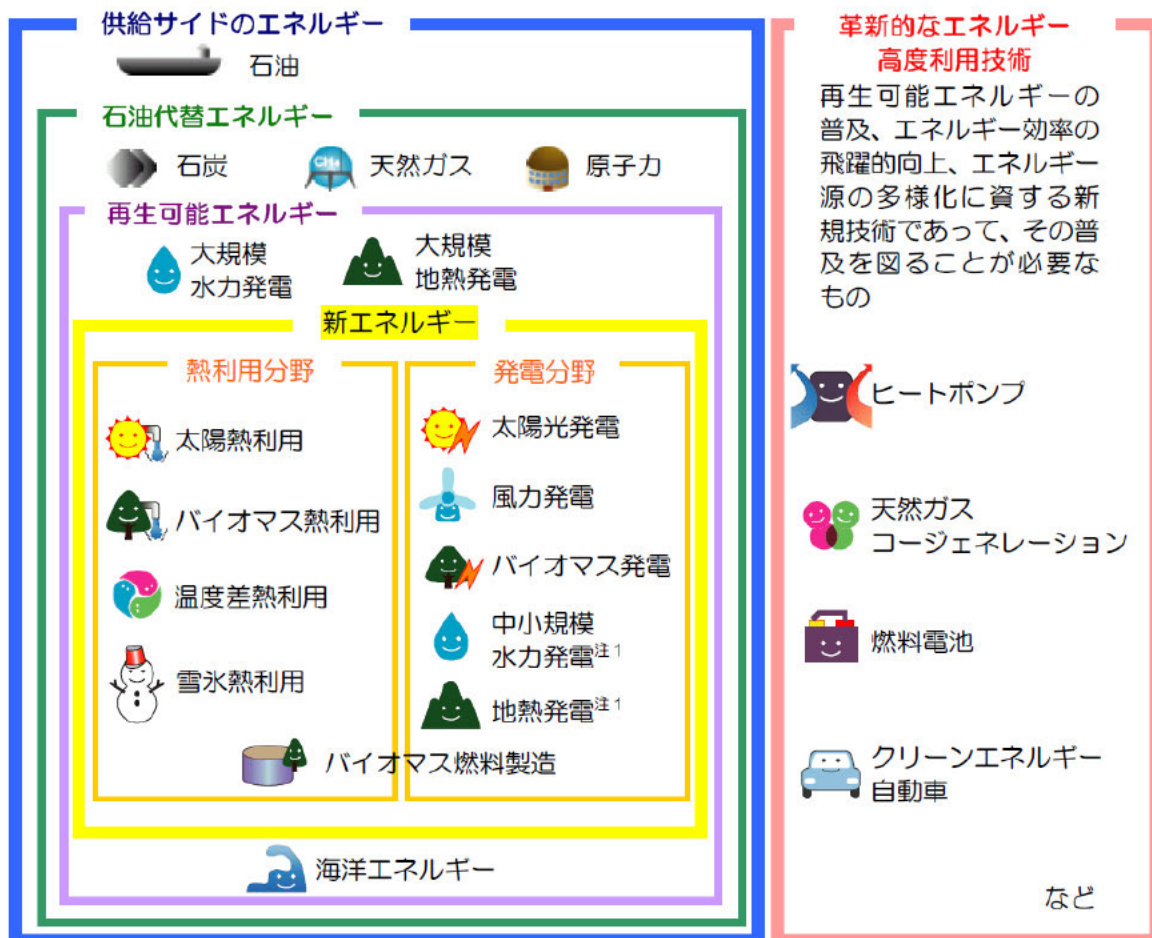 供給サイドのエネルギー
石油
石油代替エネルギー
石炭
CH4
天然ガス
原子力
再生可能エネルギー
大規模
水力発電
大規模
地熱発電
新エネルギー
熱利用分野
太陽熱利用
バイオマス熱利用
温度差熱利用
雪氷熱利用
発電分野
太陽光発電
風力発電
バイオマス発電
中小規模
水力発電注1
地熱発電注1
バイオマス燃料製造
海洋エネルギー
革新的なエネルギー
高度利用技術
再生可能エネルギーの
普及、エネルギー効率の
飛躍的向上、エネルギー
源の多様化に資する新
規技術であって、その普
及を図ることが必要な
もの
ヒートポンプ
天然ガス
コージェネレーション
燃料電池
クリーンエネルギー
自動車
など